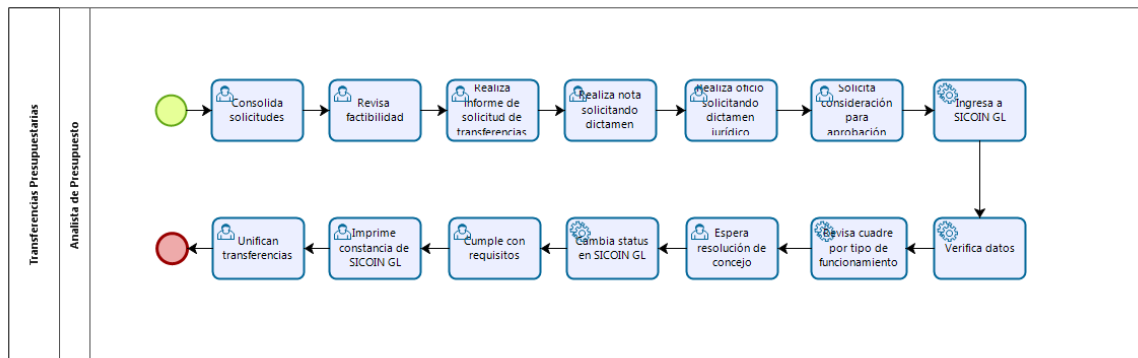 Transferencias Presupuestarias
Analista de Presupuesto
Consolida
solicitudes
Revisa
factibilidad
Realiza
informe de
solicitud de
transferencias
Realiza nota
solicitando
dictamen
Realiza oficio
solicitando
dictamen
jurídico
Solicita
consideración
para
aprobación
Ingresa a
SICOIN GL
Unifican
transferencias
Imprime
constancia de
SICOIN GL
Cumple con
requisitos
Cambia status
en SICOIN GL
Espera
resolución de
concejo
Revisa cuadre
por tipo de
funcionamiento
Verifica datos